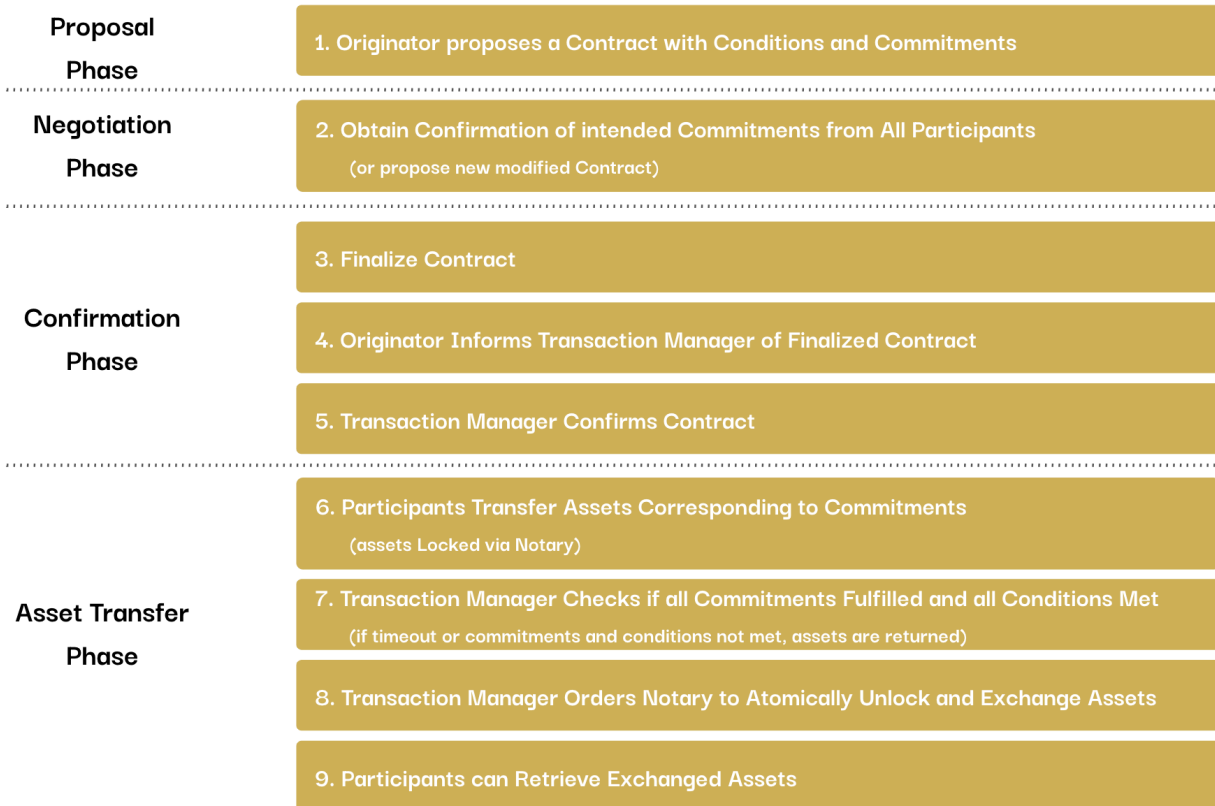 Proposal
Phase
1. Originator proposes a Contract with Conditions and Commitments
Negotiation
Phase
2. Obtain Confirmation of intended Commitments from All Participants
(or propose new modified Contract)
Confirmation
Phase
3. Finalize Contract
4. Originator Informs Transaction Manager of Finalized Contract
5. Transaction Manager Confirms Contract
Asset Transfer
Phase
6. Participants Transfer Assets Corresponding to Commitments
(assets Locked via Notary)
7. Transaction Manager Checks if all Commitments Fulfilled and all Conditions Met
(if timeout or commitments and conditions not met, assets are returned)
8. Transaction Manager Orders Notary to Atomically Unlock and Exchange Assets
9. Participants can Retrieve Exchanged Assets